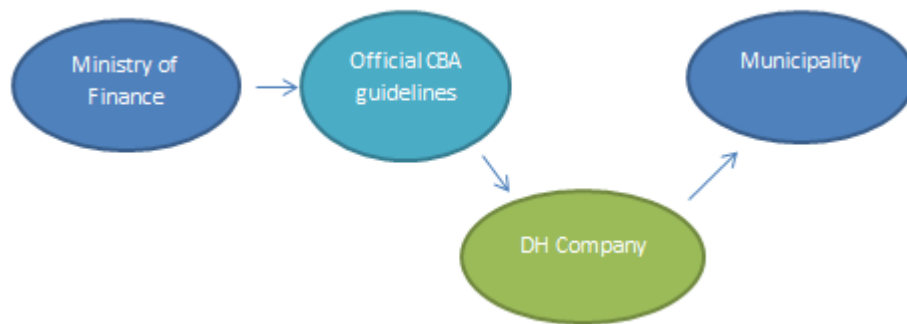 Ministry of
Finance
Official CBA
guidelines
Municipality
DH Company